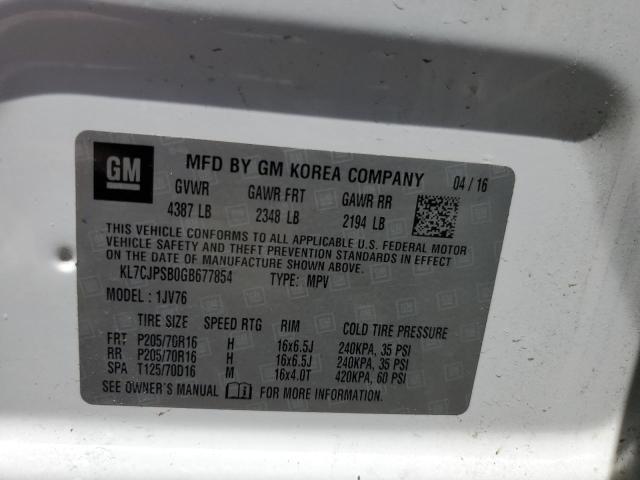 GM MFD BY GM KOREA COMPANY 04 / 16
GVWR GAWR FRT GAWR RR
4387 LB 2348 LB 2194 LB
THIS VEHICLE CONFORMS TO ALL APPLICABLE U.S. FEDERAL MOTOR
VEHICLE SAFETY AND THEFT PREVENTION STANDARDS IN EFFECT
ON THE DATE OF MANUFACTURE SHOWN ABOVE.
KL7CJPSB0GB677854 TYPE: MPV
MODEL : 1JV76
TIRE SIZE SPEED RTG RIM COLD TIRE PRESSURE
FRT P205/70R16 H 16x6.5J 240KPA, 35 PSI
RR P205/70R16 H 16x6.5J 240KPA, 35 PSI
SPA T125/70D16 M 16x4.0T 420KPA, 60 PSI
SEE OWNER'S MANUAL FOR MORE INFORMATION.